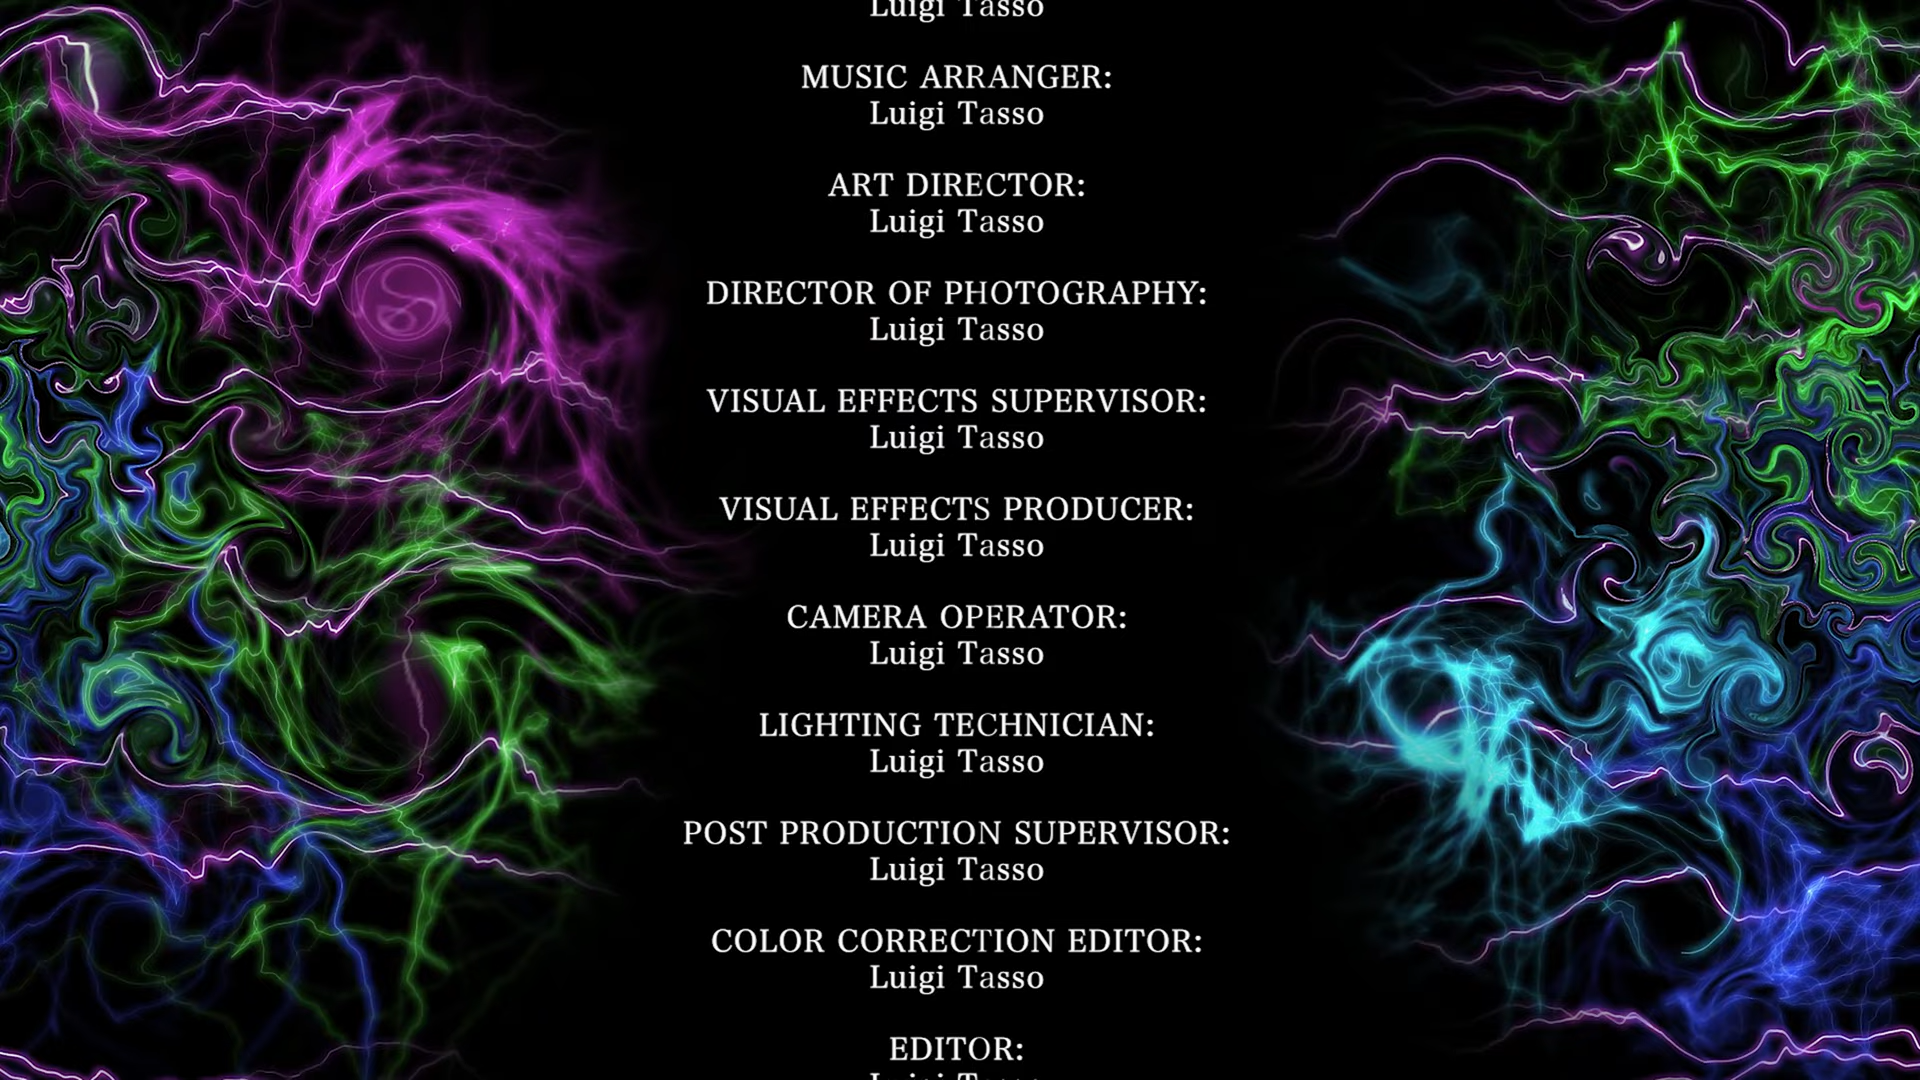 Luigi Tasso
MUSIC ARRANGER:
Luigi Tasso
ART DIRECTOR:
Luigi Tasso
DIRECTOR OF PHOTOGRAPHY:
Luigi Tasso
VISUAL EFFECTS SUPERVISOR:
Luigi Tasso
VISUAL EFFECTS PRODUCER:
Luigi Tasso
CAMERA OPERATOR:
Luigi Tasso
LIGHTING TECHNICIAN:
Luigi Tasso
POST PRODUCTION SUPERVISOR:
Luigi Tasso
COLOR CORRECTION EDITOR:
Luigi Tasso
EDITOR: